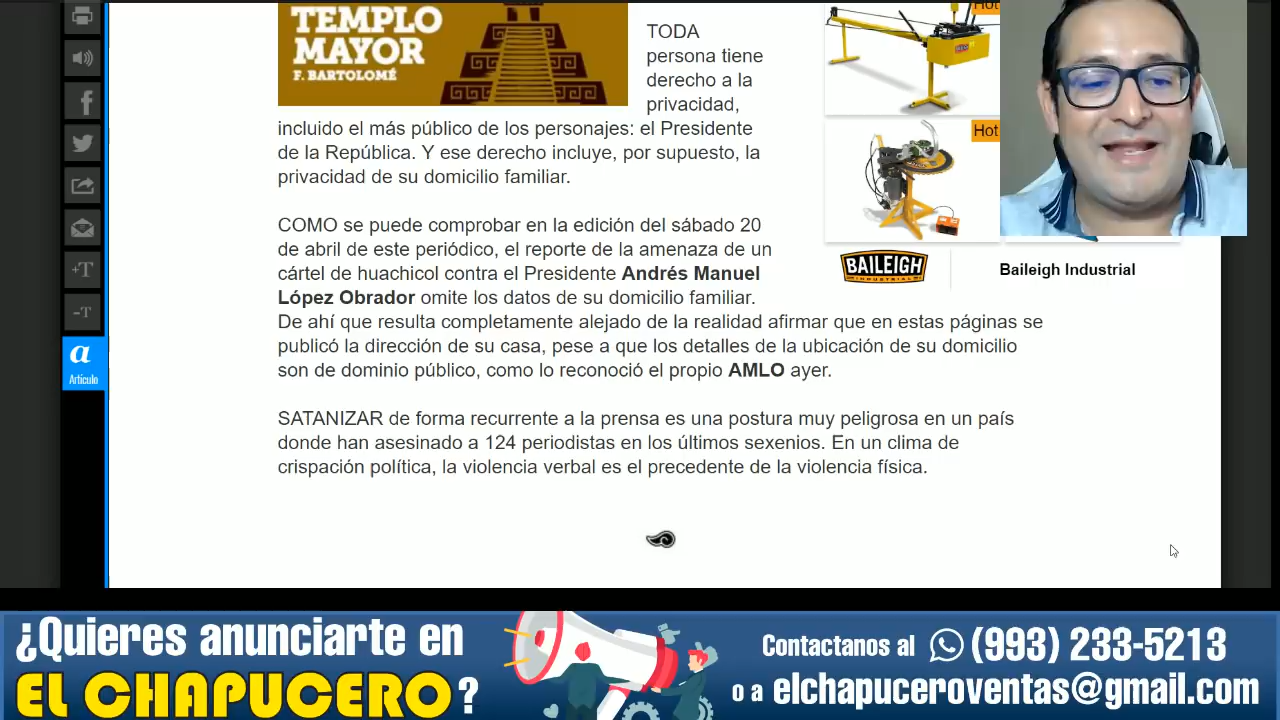 TEMPLO
MAYOR
F. BARTOLOMÉ
TODA
persona tiene
derecho a la
privacidad,
incluido el más público de los personajes: el Presidente
de la República. Y ese derecho incluye, por supuesto, la
privacidad de su domicilio familiar.
COMO se puede comprobar en la edición del sábado 20
de abril de este periódico, el reporte de la amenaza de un
cártel de huachicol contra el Presidente Andrés Manuel
López Obrador omite los datos de su domicilio familiar.
De ahí que resulta completamente alejado de la realidad afirmar que en estas páginas se
publicó la dirección de su casa, pese a que los detalles de la ubicación de su domicilio
son de dominio público, como lo reconoció el propio AMLO ayer.
SATANIZAR de forma recurrente a la prensa es una postura muy peligrosa en un país
donde han asesinado a 124 periodistas en los últimos sexenios. En un clima de
crispación política, la violencia verbal es el precedente de la violencia física.
Hot
Hot
BAILEIGH
INDUSTRIAL
Baileigh Industrial
+T
-T
a
Artículo
¿Quieres anunciarte en
EL CHAPUCERO?
Contactanos al (993) 233-5213
o a elchapuceroventas@gmail.com